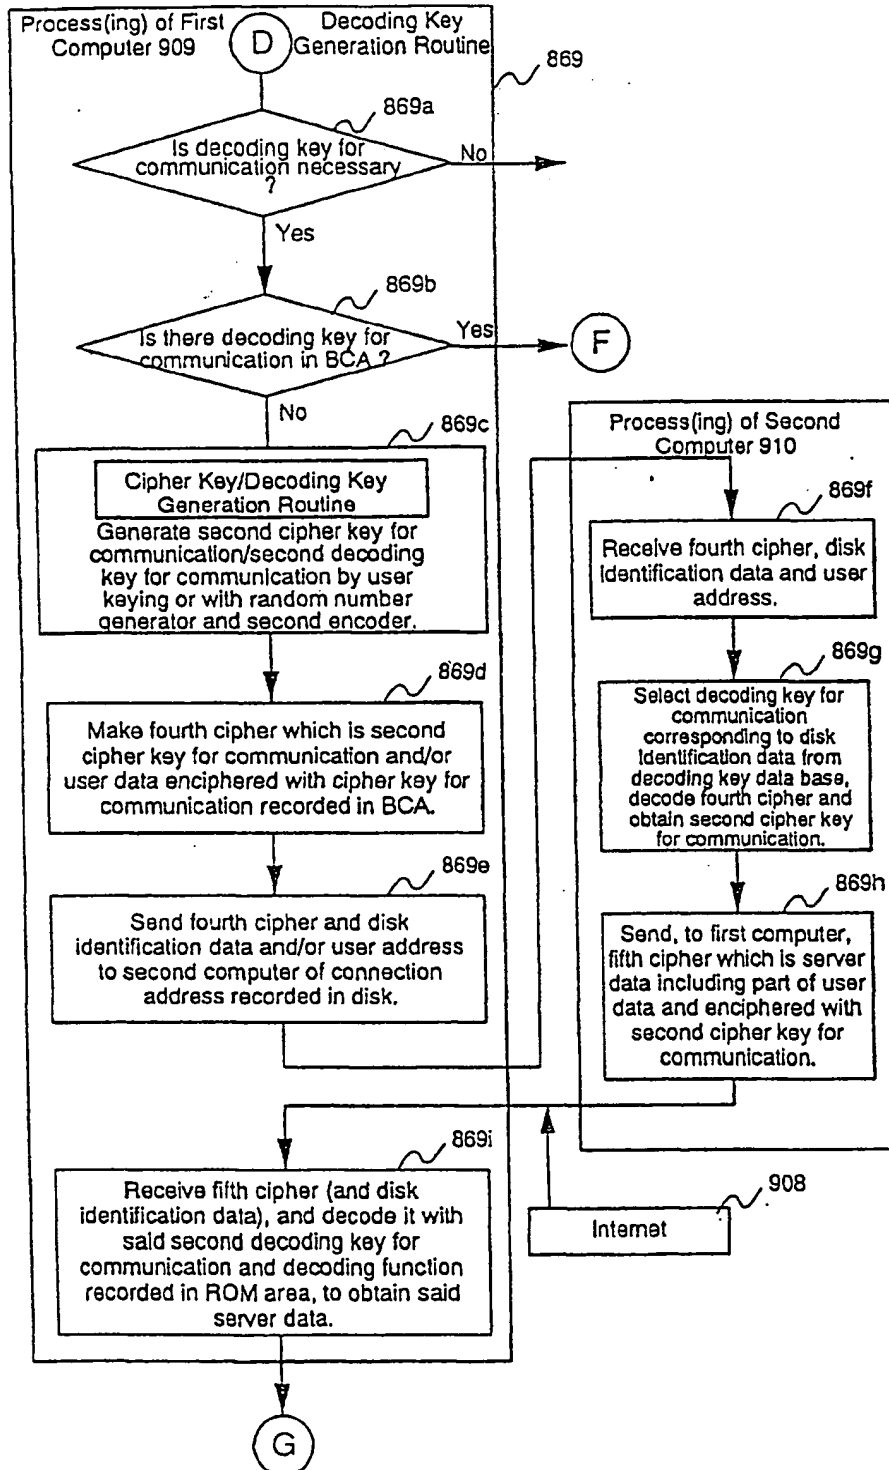 Process(ing) of First
Computer 909
Decoding Key
Generation Routine
D
869
869a
Is decoding key for
communication necessary
?
No
Yes
869b
Is there decoding key for
communication in BCA ?
Yes
F
No
869c
Cipher Key/Decoding Key
Generation Routine
Generate second cipher key for
communication/second decoding
key for communication by user
keying or with random number
generator and second encoder.
869d
Make fourth cipher which is second
cipher key for communication and/or
user data enciphered with cipher key for
communication recorded in BCA.
869e
Send fourth cipher and disk
identification data and/or user address
to second computer of connection
address recorded in disk.
Process(ing) of Second
Computer 910
869f
Receive fourth cipher, disk
identification data and user
address.
869g
Select decoding key for
communication
corresponding to disk
identification data from
decoding key data base,
decode fourth cipher and
obtain second cipher key
for communication.
869h
Send, to first computer,
fifth cipher which is server
data including part of user
data and enciphered with
second cipher key for
communication.
869i
Receive fifth cipher (and disk
identification data), and decode it with
said second decoding key for
communication and decoding function
recorded in ROM area, to obtain said
server data.
908
Internet
G